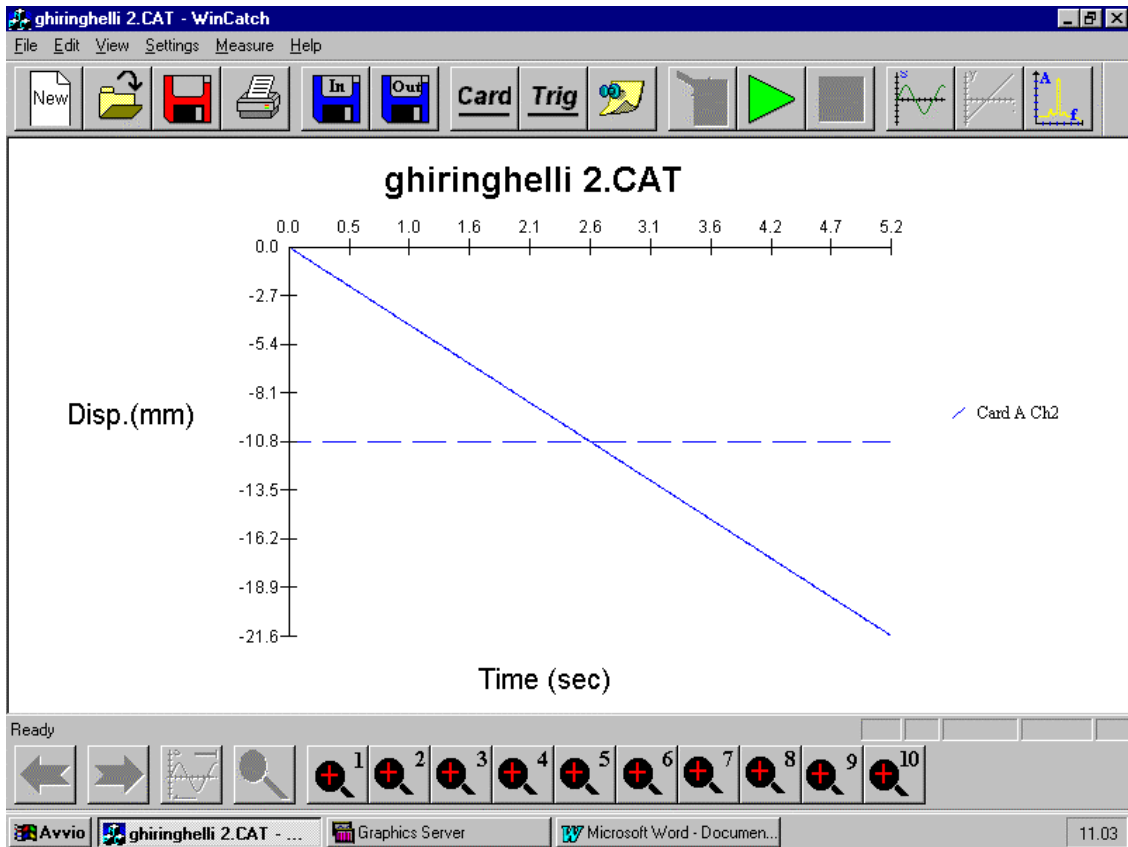 ghiringhelli 2.CAT - WinCatch
File Edit View Settings Measure Help
New In Out Card Trig S y A f
ghiringhelli 2.CAT
0.0 0.5 1.0 1.6 2.1 2.6 3.1 3.6 4.2 4.7 5.2
0.0
-2.7
-5.4
-8.1
Disp.(mm)
Card A Ch2
-10.8
-13.5
-16.2
-18.9
-21.6
Time (sec)
Ready
1 2 3 4 5 6 7 8 9 10
Avvio ghiringhelli 2.CAT - ... Graphics Server Microsoft Word - Documen... 11.03